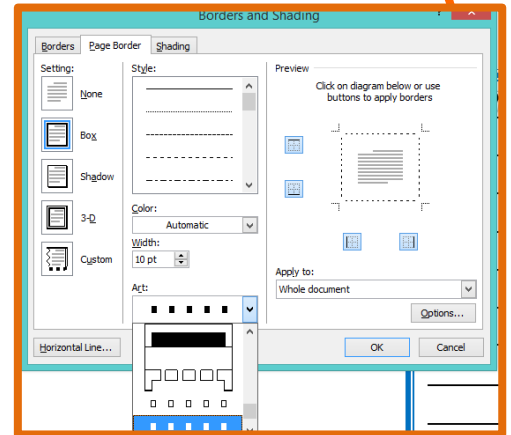 Borders and Shading
Borders Page Border Shading
Setting:
None
Box
Shadow
3-D
Custom
Style:
Color:
Automatic
Width:
10 pt
Art:
Preview
Click on diagram below or use
buttons to apply borders
Apply to:
Whole document
Options...
Horizontal Line...
OK
Cancel